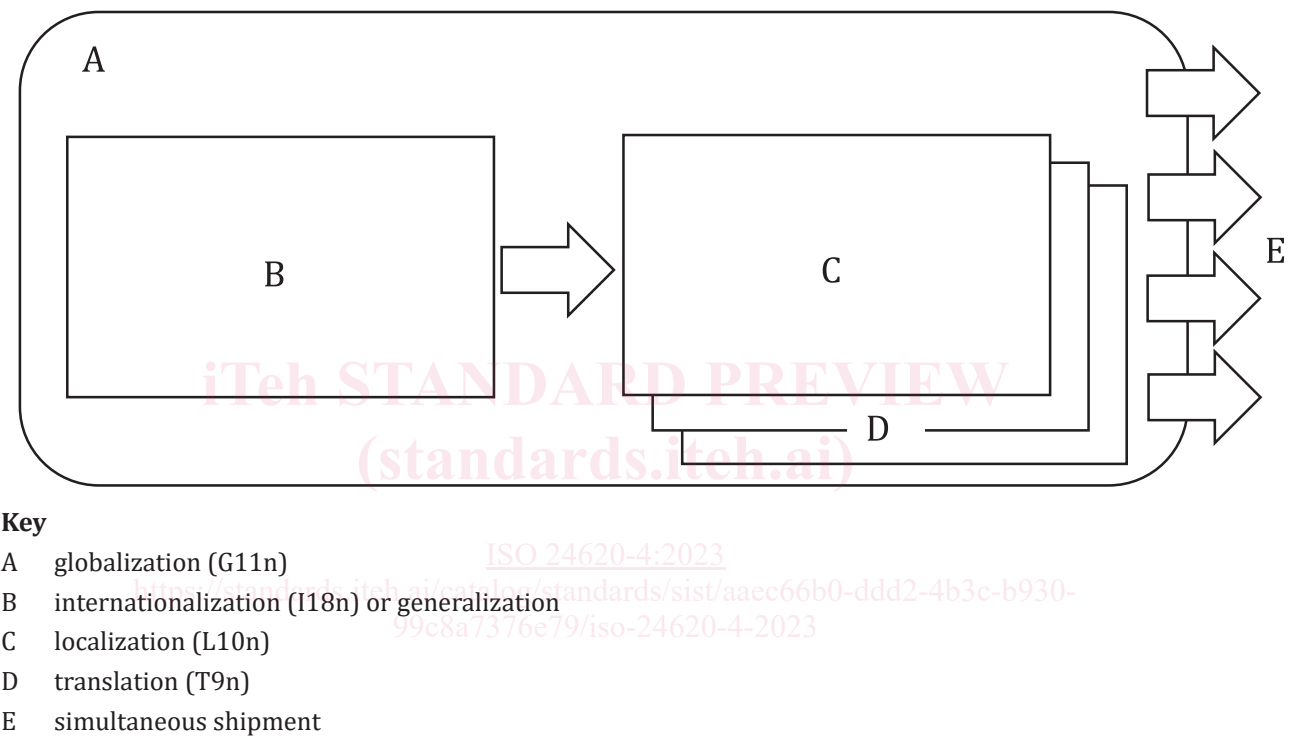 A
B
C
D
E
iTeh STANDARD PREVIEW
(standards.iteh.ai)
Key
A globalization (G11n)
ISO 24620-4:2023
https://standards.iteh.ai/catalog/standards/sist/aaec66b0-ddd2-4b3c-b930-
B internationalization (I18n) or generalization
99c8a7376e79/iso-24620-4-2023
C localization (L10n)
D translation (T9n)
E simultaneous shipment